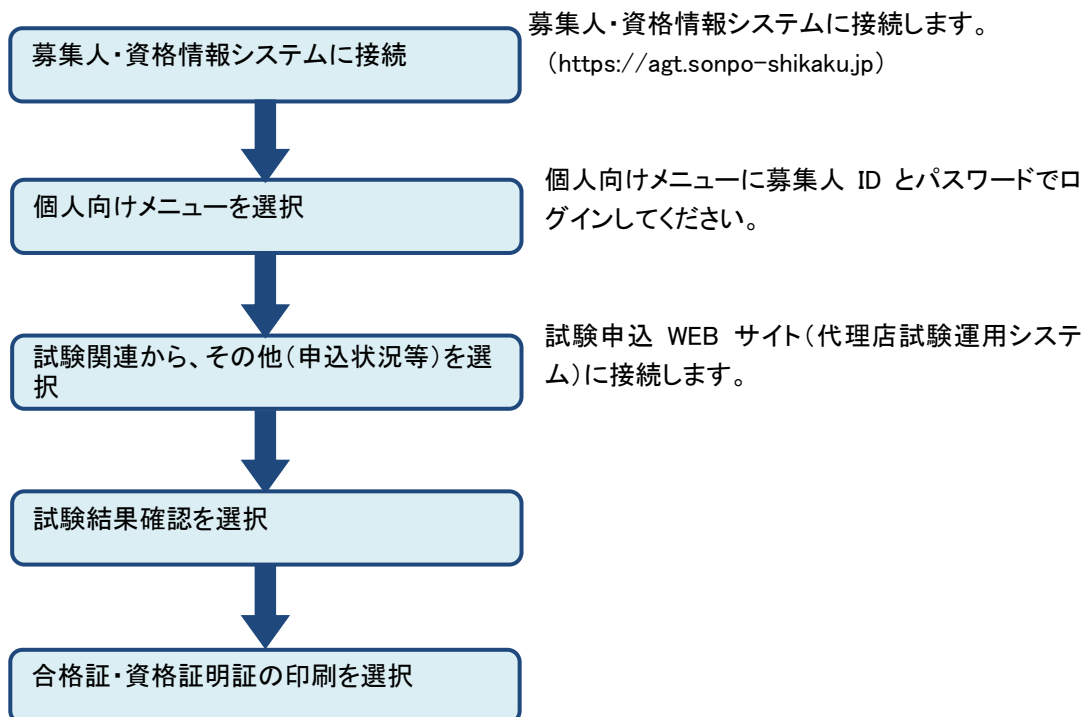 募集人・資格情報システムに接続
募集人・資格情報システムに接続します。
（https://agt.sonpo-shikaku.jp）
個人向けメニューを選択
個人向けメニューに募集人 ID とパスワードでロ
グインしてください。
試験関連から、その他（申込状況等）を選
択
試験申込 WEB サイト（代理店試験運用システ
ム）に接続します。
試験結果確認を選択
合格証・資格証明証の印刷を選択